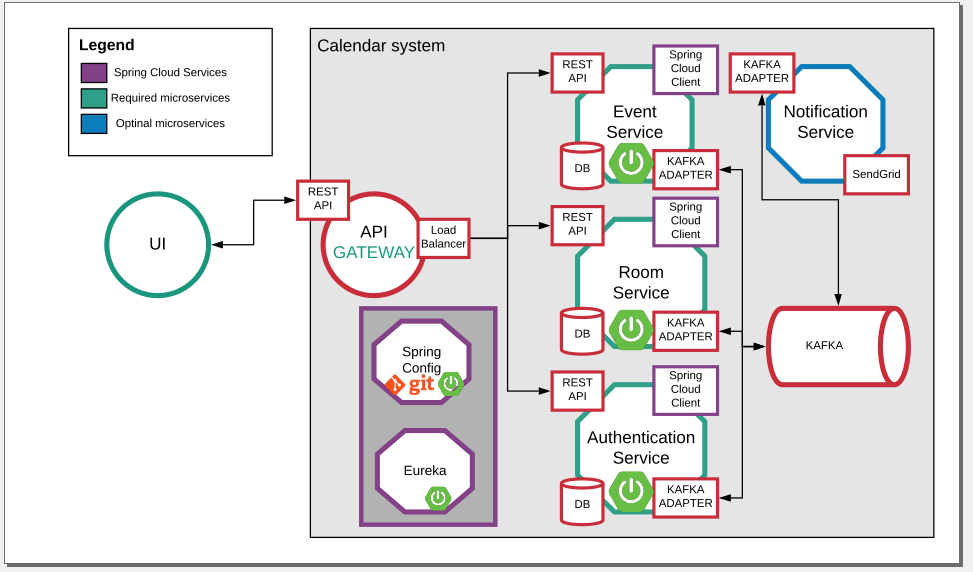 Legend
Spring Cloud Services
Required microservices
Optinal microservices
Calendar system
UI
REST
API
API
GATEWAY
Load
Balancer
Spring
Config
git
Eureka
REST
API
Spring
Cloud
Client
Event
Service
DB
KAFKA
ADAPTER
REST
API
Spring
Cloud
Client
Room
Service
DB
KAFKA
ADAPTER
REST
API
Spring
Cloud
Client
Authentication
Service
DB
KAFKA
ADAPTER
KAFKA
ADAPTER
Notification
Service
SendGrid
KAFKA